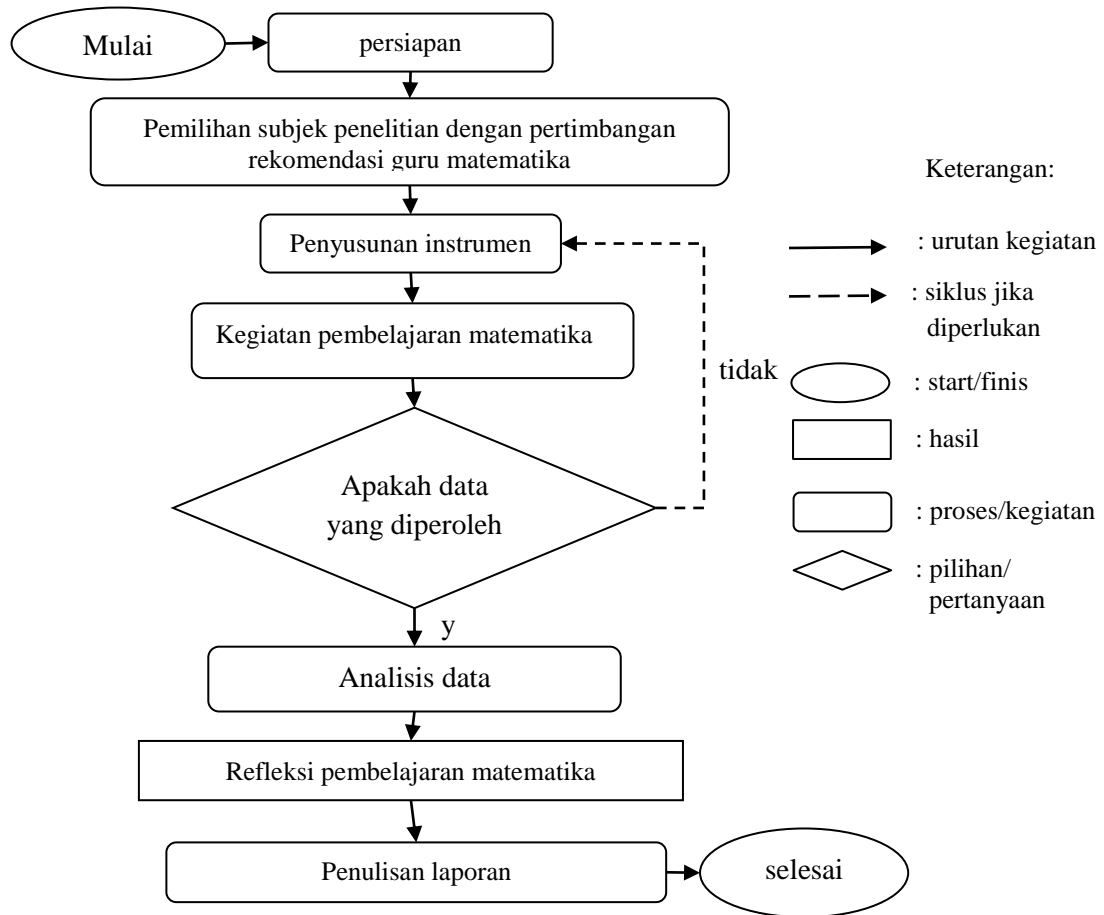 Mulai
persiapan
Pemilihan subjek penelitian dengan pertimbangan
rekomendasi guru matematika
Penyusunan instrumen
Kegiatan pembelajaran matematika
tidak
Apakah data
yang diperoleh
y
Analisis data
Refleksi pembelajaran matematika
Penulisan laporan
selesai
Keterangan:
: urutan kegiatan
: siklus jika
diperlukan
: start/finis
: hasil
: proses/kegiatan
: pilihan/
pertanyaan